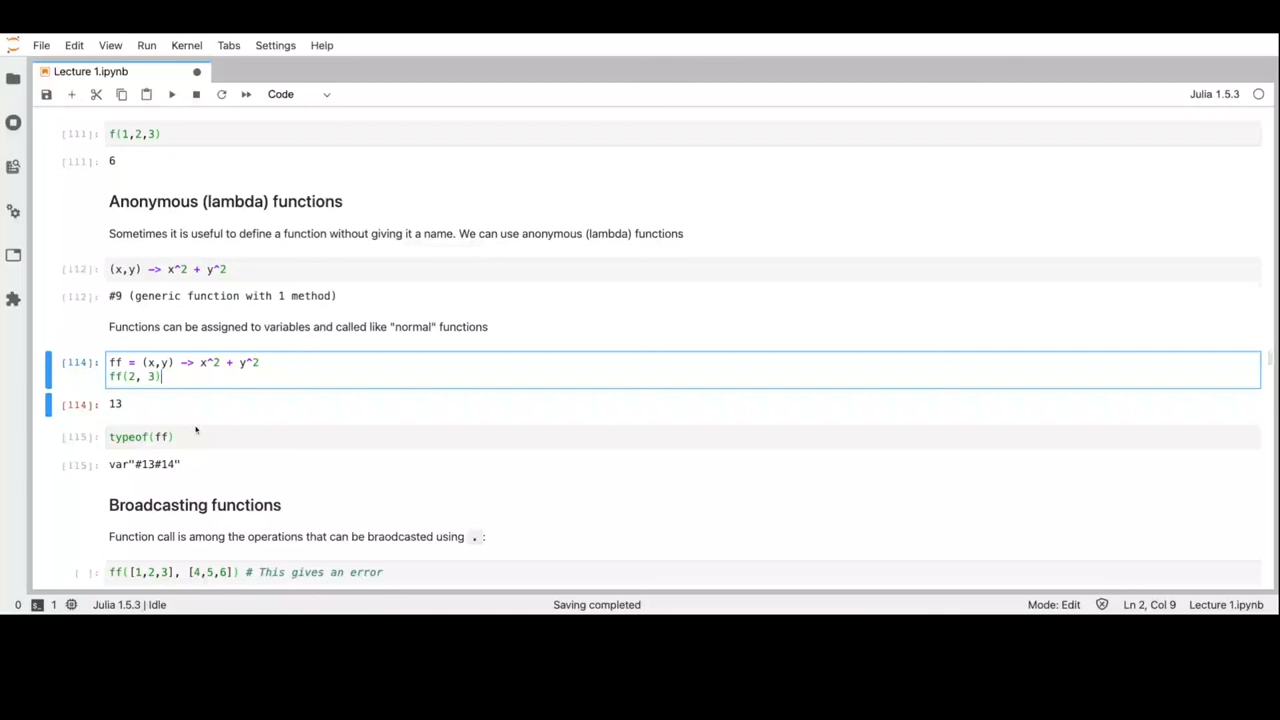 File Edit View Run Kernel Tabs Settings Help
Lecture 1.ipynb
Code
Julia 1.5.3
[111]: f(1,2,3)
[111]: 6
Anonymous (lambda) functions
Sometimes it is useful to define a function without giving it a name. We can use anonymous (lambda) functions
[112]: (x,y) -> x^2 + y^2
[112]: #9 (generic function with 1 method)
Functions can be assigned to variables and called like "normal" functions
[114]: ff = (x,y) -> x^2 + y^2
ff(2, 3)
[114]: 13
[115]: typeof(ff)
[115]: var"#13#14"
Broadcasting functions
Function call is among the operations that can be braodcasted using . :
[ ]: ff([1,2,3], [4,5,6]) # This gives an error
0 1 Julia 1.5.3 | Idle Saving completed Mode: Edit Ln 2, Col 9 Lecture 1.ipynb